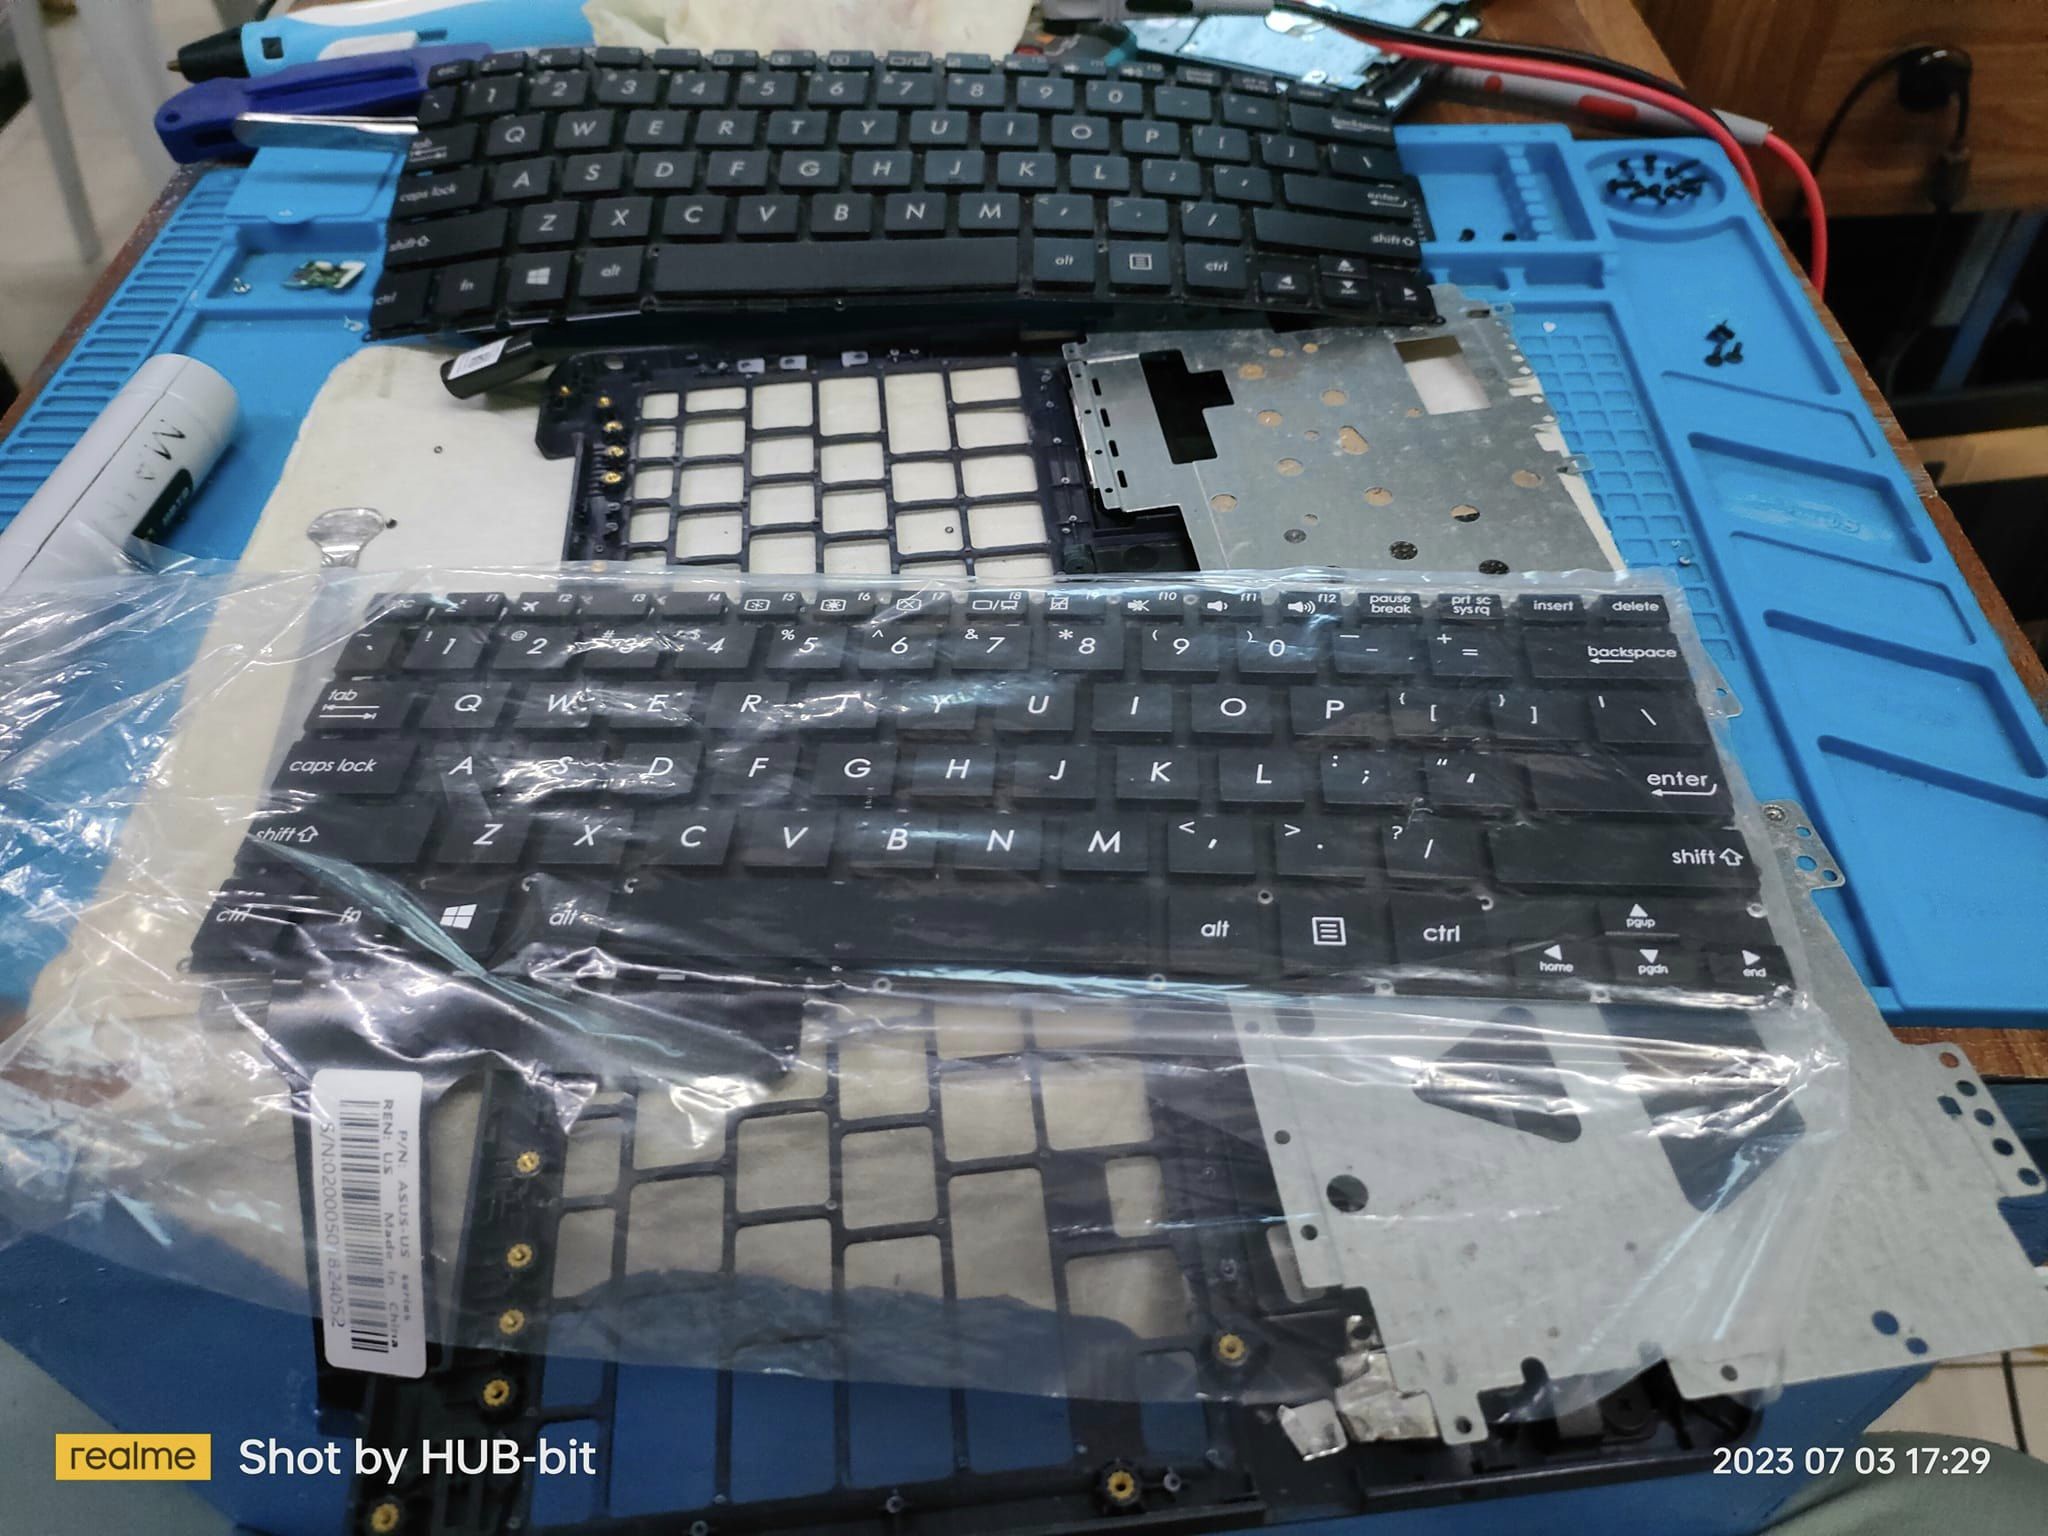 1 2 3 4 5 6 7 8 9 0
backspace
tab Q W E R T Y U I O P [ ] \
caps lock A S D F G H J K L ; enter
shift Z X C V B N M < , > . ? / shift
ctrl fn alt alt ctrl
f1 f2 f3 f4 f5 f6 f7 f8 f9 f10 f11 f12 pause break prt sc sysrq insert delete
! 1 @ 2 # 3 $ 4 % 5 ^ 6 & 7 * 8 ( 9 ) 0 — - + = backspace
tab Q W E R T Y U I O P { [ } ] \
caps lock A S D F G H J K L : ; “ ‘ enter
shift Z X C V B N M < , > . ? / shift
ctrl fn alt alt ctrl
pgup
home pgdn end
P/N: ASUS-US series
REN: US Made in China
S/N:02000501824052
realme Shot by HUB-bit
2023 07 03 17:29